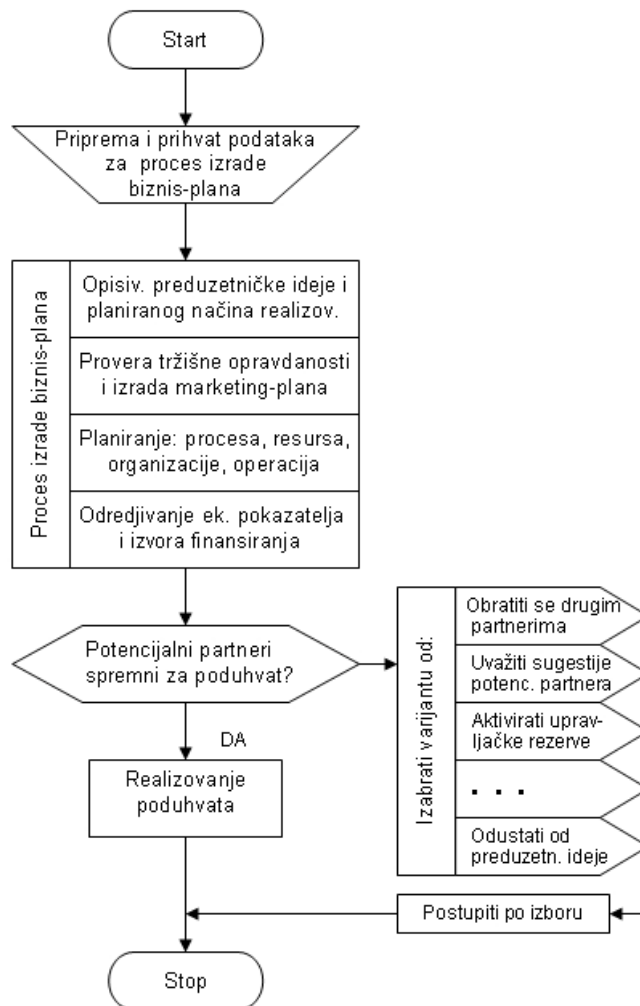 Start
Priprema i prihvat podataka
za proces izrade
biznis-plana
Proces izrade biznis-plana
Opisiv. preduzetničke ideje i
planiranog načina realizov.
Provera tržišne opravdanosti
i izrada marketing-plana
Planiranje: procesa, resursa,
organizacije, operacija
Odredjivanje ek. pokazatelja
i izvora finansiranja
Potencijalni partneri
spremni za poduhvat?
DA
Realizovanje
poduhvata
Izabrati varijantu od:
Obratiti se drugim
partnerima
Uvažiti sugestije
potenc. partnera
Aktivirati uprav-
ljačke rezerve
. . .
Odustati od
preduzetn. ideje
Postupiti po izboru
Stop